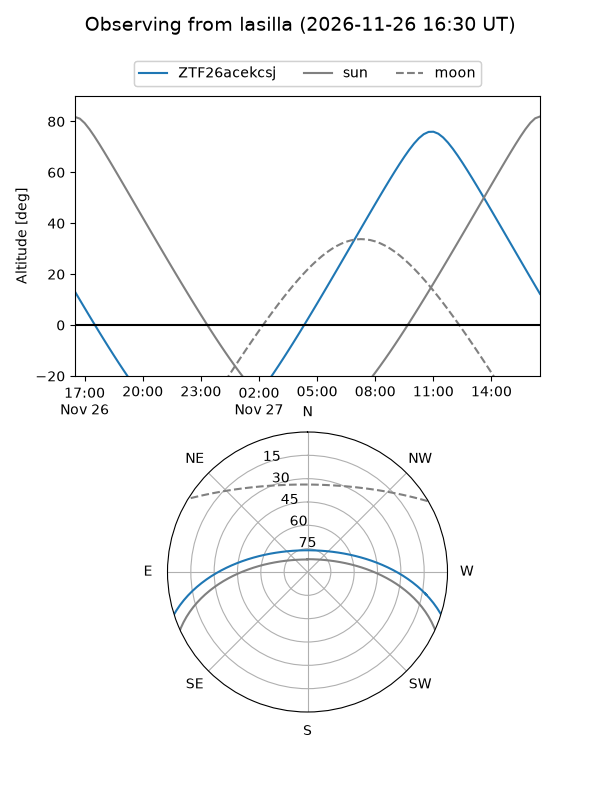 Observing from lasilla (2026-11-26 16:30 UT)
ZTF26acekcsj
sun
moon
Altitude [deg]
80
60
40
20
0
−20
17:00 20:00 23:00 02:00 05:00 08:00 11:00 14:00
Nov 26 Nov 27
N
NE NW
15
30
45
60
75
E W
SE SW
S